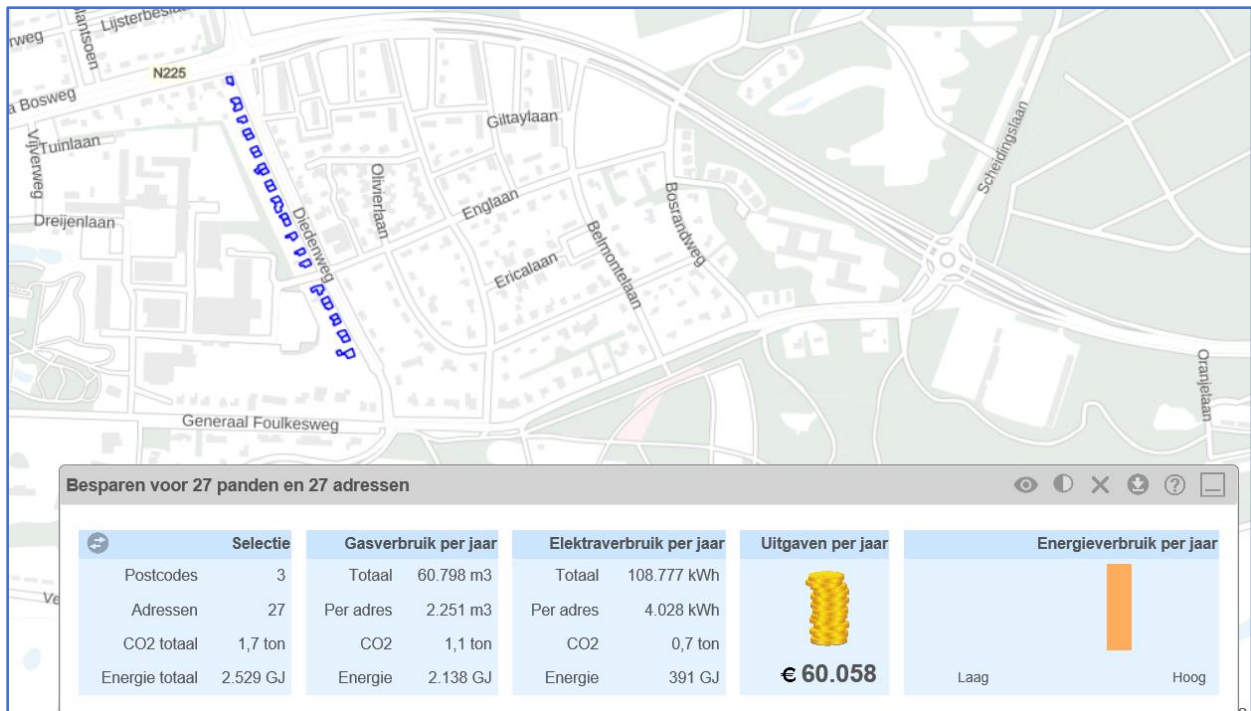 Lijsterbes
lantsoen
rweg
N225
a Bosweg
Giltaylaan
Tuinlaan
Vijverweg
Olivierlaan
Scheidingslaan
Bosrandweg
Englaan
Dreijenlaan
Diedenweg
Belmontelaan
Ericalaan
Oranjelaan
Generaal Foulkesweg
Ve
Besparen voor 27 panden en 27 adressen
Selectie
Postcodes 3
Adressen 27
CO2 totaal 1,7 ton
Energie totaal 2.529 GJ
Gasverbruik per jaar
Totaal 60.798 m3
Per adres 2.251 m3
CO2 1,1 ton
Energie 2.138 GJ
Elektraverbruik per jaar
Totaal 108.777 kWh
Per adres 4.028 kWh
CO2 0,7 ton
Energie 391 GJ
Uitgaven per jaar
€ 60.058
Energieverbruik per jaar
Laag Hoog